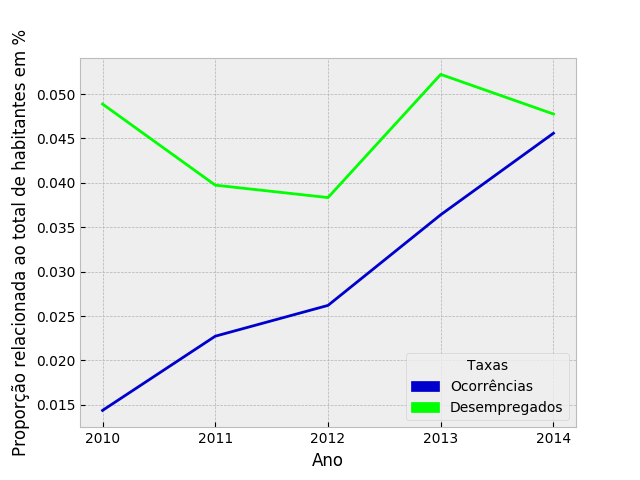 Proporção relacionada ao total de habitantes em %
0.050
0.045
0.040
0.035
0.030
0.025
0.020
0.015
Taxas
Ocorrências
Desempregados
2010 2011 2012 2013 2014
Ano